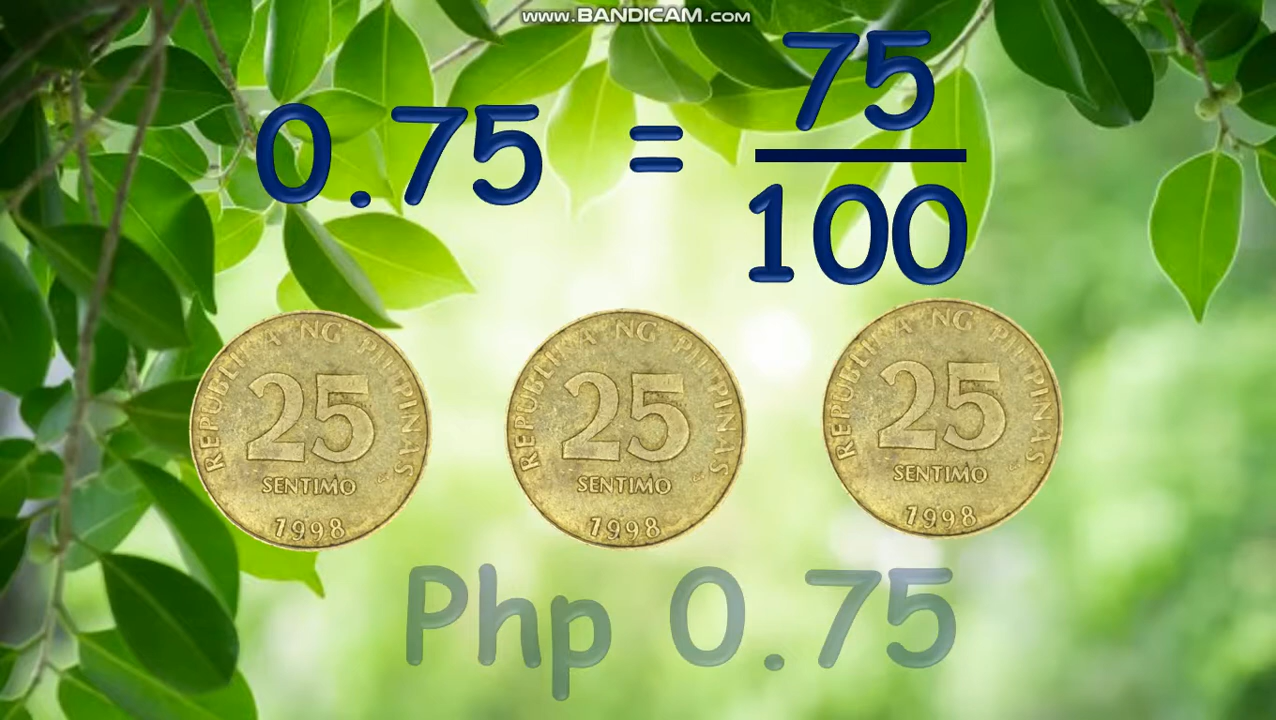 www.BANDICAM.com
0.75 = 75
100
REPUBLIKA NG PILIPINAS
25
SENTIMO
1998
REPUBLIKA NG PILIPINAS
25
SENTIMO
1998
REPUBLIKA NG PILIPINAS
25
SENTIMO
1998
Php 0.75